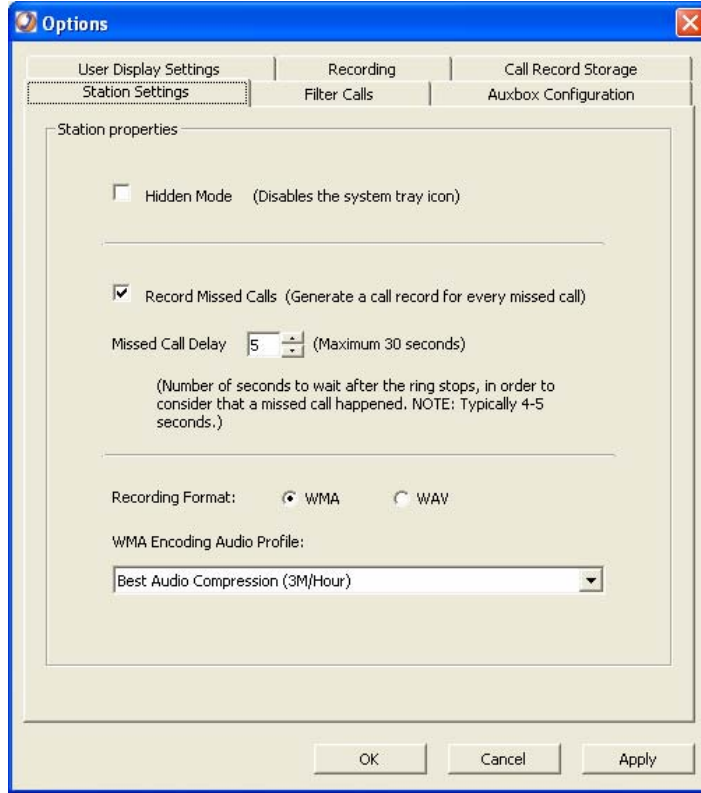 Options
User Display Settings Recording Call Record Storage
Station Settings Filter Calls Auxbox Configuration
Station properties
Hidden Mode (Disables the system tray icon)
Record Missed Calls (Generate a call record for every missed call)
Missed Call Delay 5 (Maximum 30 seconds)
(Number of seconds to wait after the ring stops, in order to
consider that a missed call happened. NOTE: Typically 4-5
seconds.)
Recording Format: WMA WAV
WMA Encoding Audio Profile:
Best Audio Compression (3M/Hour)
OK Cancel Apply